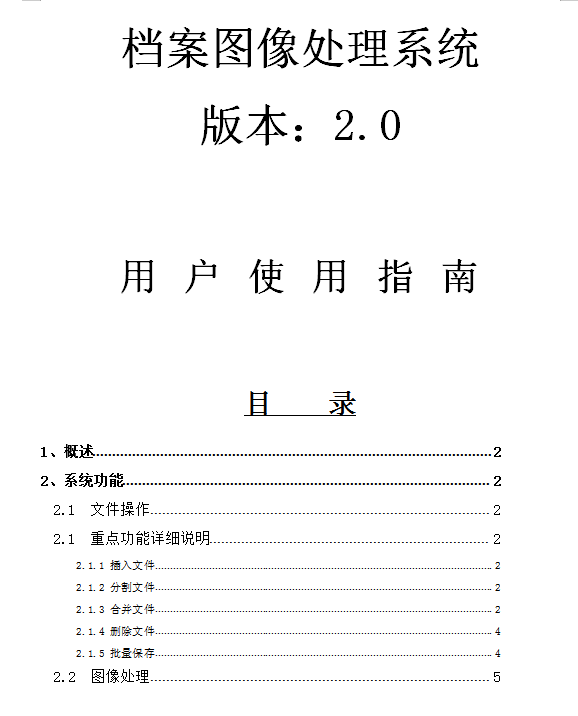 档案图像处理系统
版本：2.0
用 户 使 用 指 南
目 录
1、概述........................2
2、系统功能........................2
2.1 文件操作........................2
2.1 重点功能详细说明........................2
2.1.1 插入文件........................2
2.1.2 分割文件........................2
2.1.3 合并文件........................2
2.1.4 删除文件........................4
2.1.5 批量保存........................4
2.2 图像处理........................5